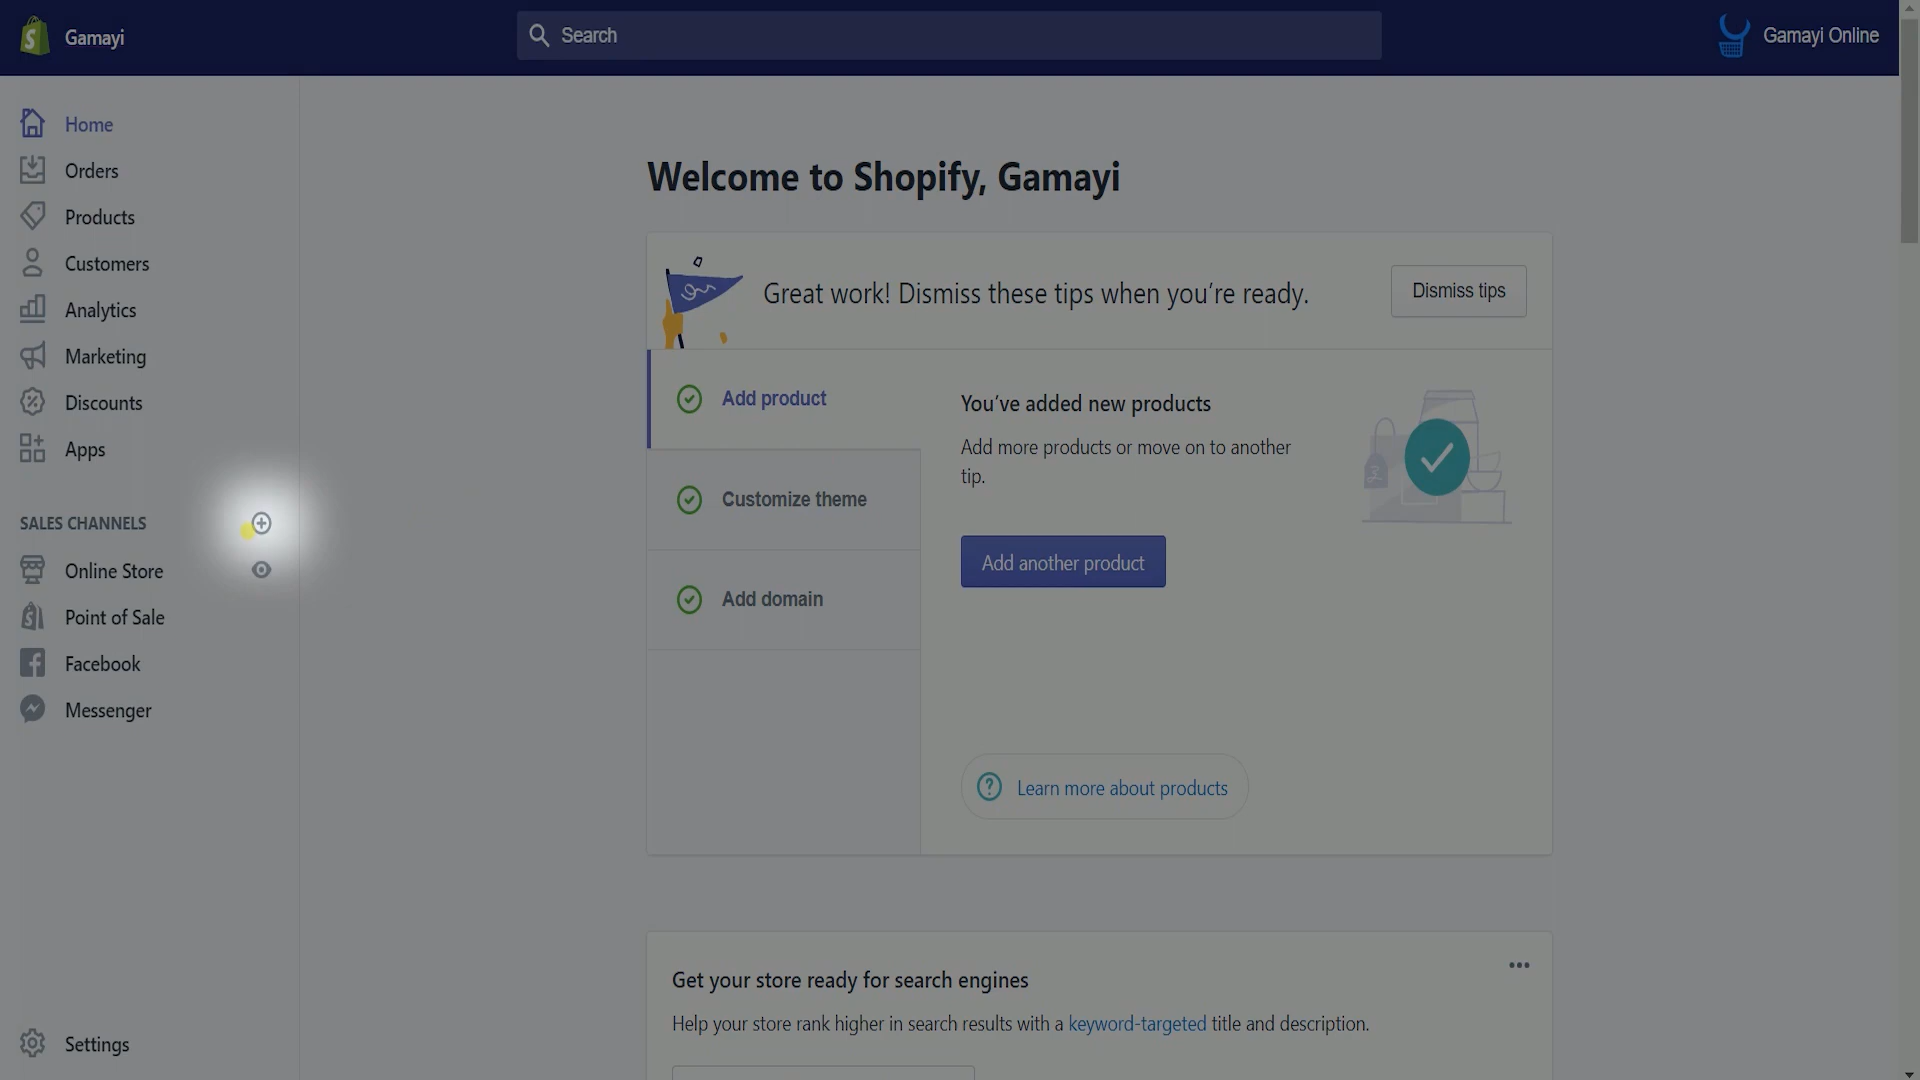 Gamayi
Search
Gamayi Online
Home
Orders
Products
Customers
Analytics
Marketing
Discounts
Apps
SALES CHANNELS
Online Store
Point of Sale
Facebook
Messenger
Settings
Welcome to Shopify, Gamayi
Great work! Dismiss these tips when you’re ready.
Dismiss tips
Add product
Customize theme
Add domain
You’ve added new products
Add more products or move on to another
tip.
Add another product
Learn more about products
Get your store ready for search engines
Help your store rank higher in search results with a keyword-targeted title and description.